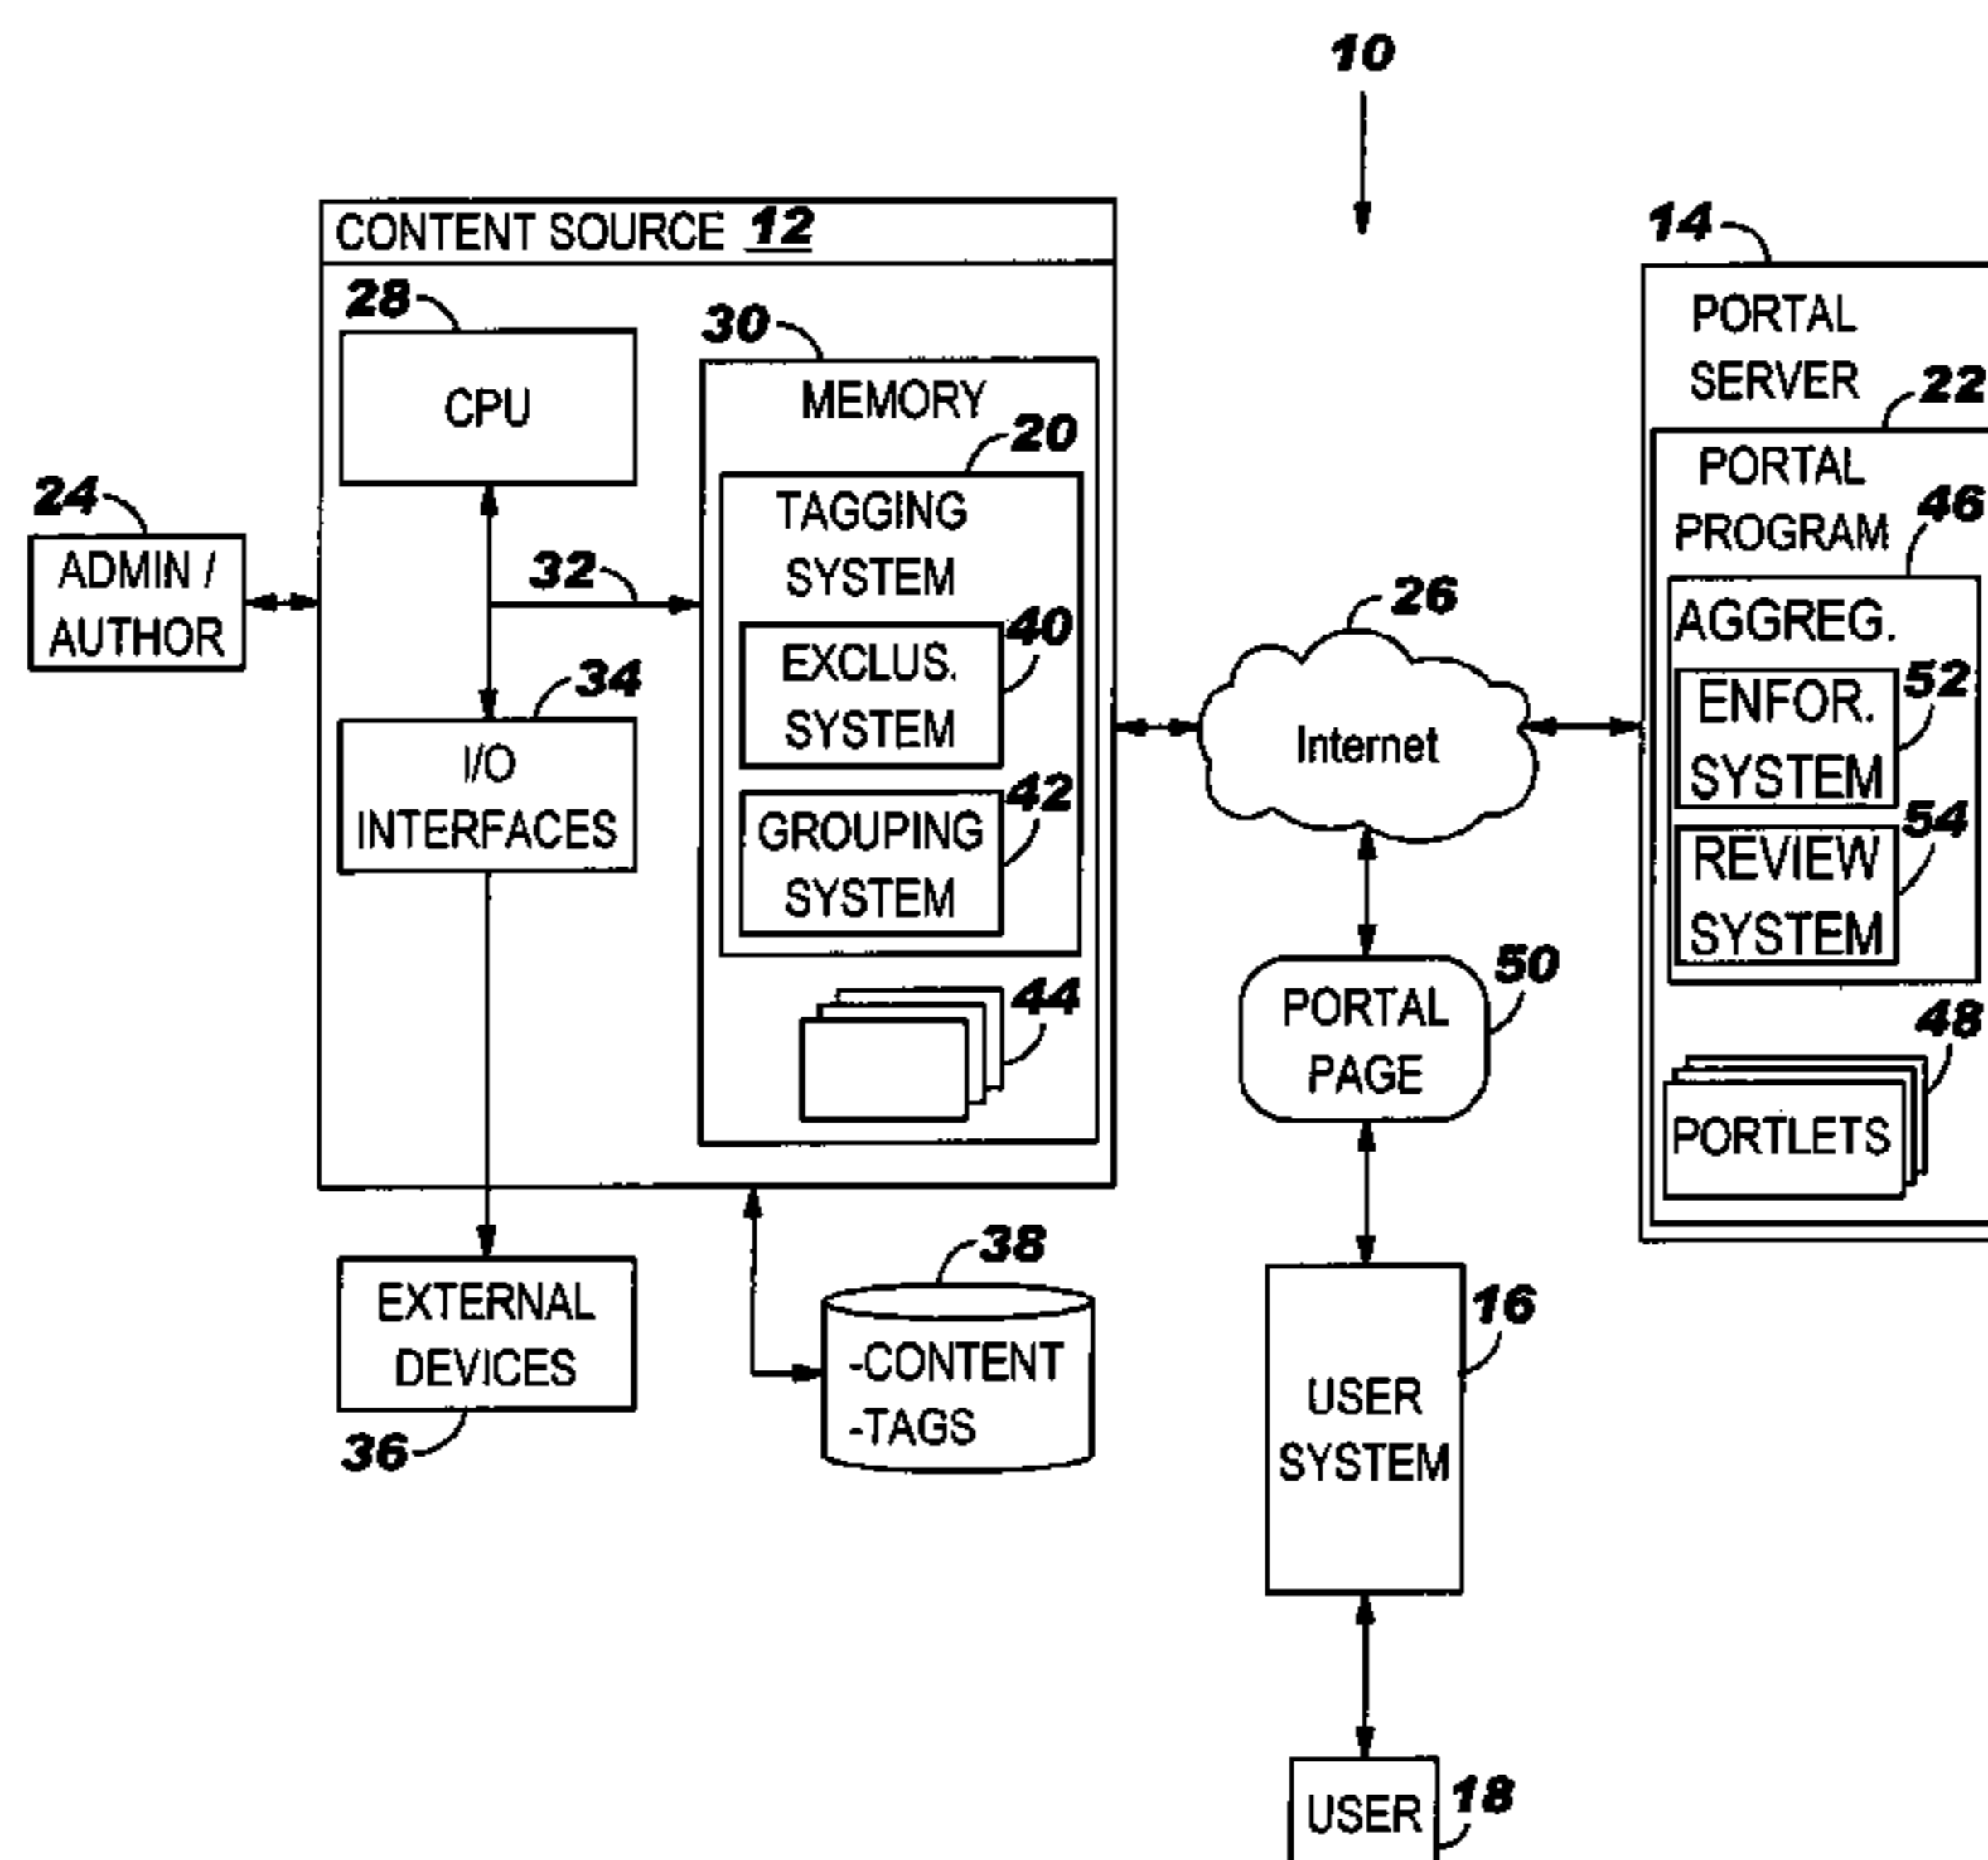 10
CONTENT SOURCE 12
28
CPU
30
MEMORY
20
TAGGING
SYSTEM
40
EXCLUS.
SYSTEM
42
GROUPING
SYSTEM
44
24
ADMIN /
AUTHOR
32
34
I/O
INTERFACES
EXTERNAL
DEVICES
36
38
-CONTENT
-TAGS
26
Internet
50
PORTAL
PAGE
16
USER
SYSTEM
USER
18
14
PORTAL
SERVER
22
PORTAL
PROGRAM
46
AGGREG.
52
ENFOR.
SYSTEM
54
REVIEW
SYSTEM
48
PORTLETS